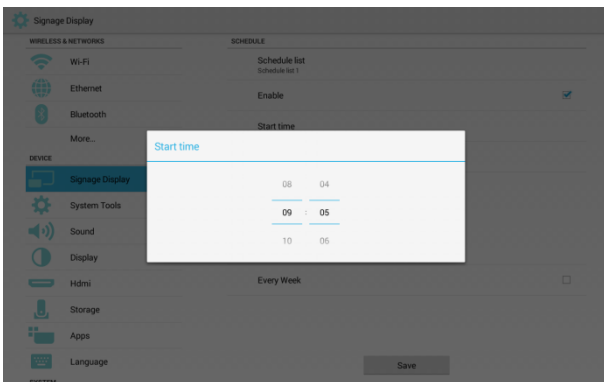 Signage Display
WIRELESS & NETWORKS
Wi-Fi
Ethernet
Bluetooth
More...
DEVICE
Signage Display
System Tools
Sound
Display
Hdmi
Storage
Apps
Language
SYSTEM
SCHEDULE
Schedule list
Schedule list 1
Enable
Start time
Every Week
Save
Start time
08 04
09 : 05
10 06